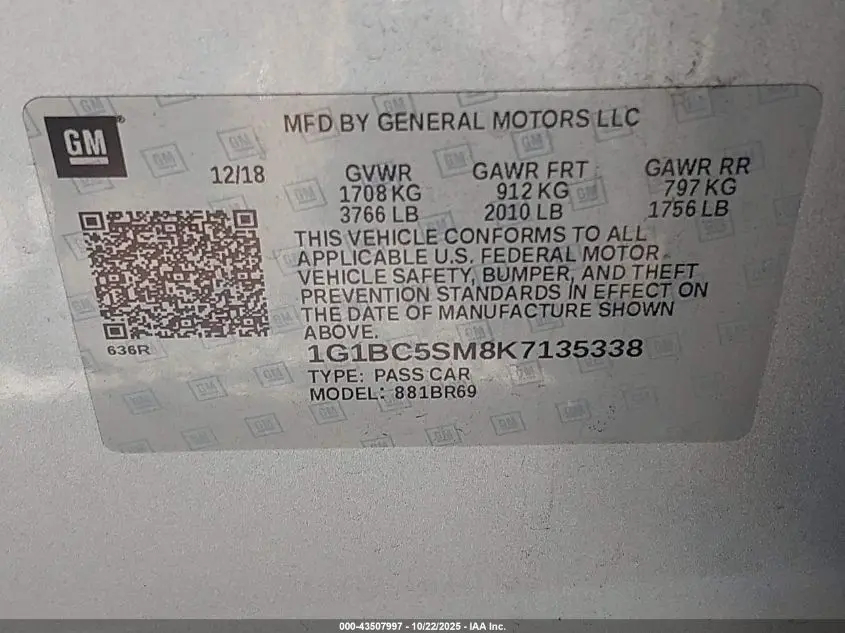 GM
MFD BY GENERAL MOTORS LLC
12/18 GVWR GAWR FRT GAWR RR
1708 KG 912 KG 797 KG
3766 LB 2010 LB 1756 LB
THIS VEHICLE CONFORMS TO ALL
APPLICABLE U.S. FEDERAL MOTOR
VEHICLE SAFETY, BUMPER, AND THEFT
PREVENTION STANDARDS IN EFFECT ON
THE DATE OF MANUFACTURE SHOWN
ABOVE.
636R
1G1BC5SM8K7135338
TYPE: PASS CAR
MODEL: 881BR69
000-43507997 - 10/22/2025 - IAA Inc.